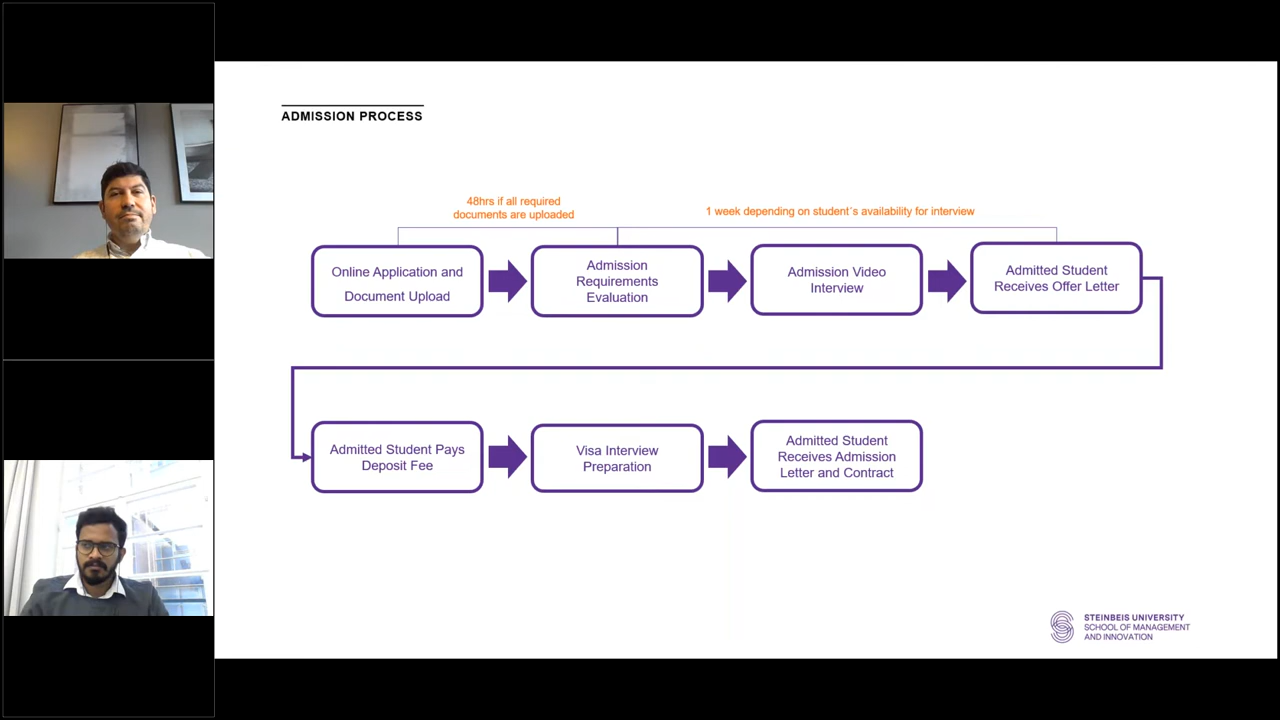 ADMISSION PROCESS
48hrs if all required
documents are uploaded
1 week depending on student´s availability for interview
Online Application and
Document Upload
Admission
Requirements
Evaluation
Admission Video
Interview
Admitted Student
Receives Offer Letter
Admitted Student Pays
Deposit Fee
Visa Interview
Preparation
Admitted Student
Receives Admission
Letter and Contract
STEINBEIS UNIVERSITY
SCHOOL OF MANAGEMENT
AND INNOVATION